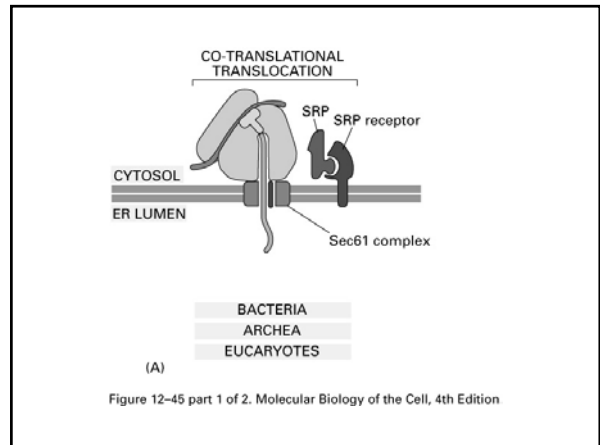 CO-TRANSLATIONAL
TRANSLOCATION
SRP
SRP receptor
CYTOSOL
ER LUMEN
Sec61 complex
BACTERIA
ARCHEA
EUCARYOTES
(A)
Figure 12–45 part 1 of 2. Molecular Biology of the Cell, 4th Edition